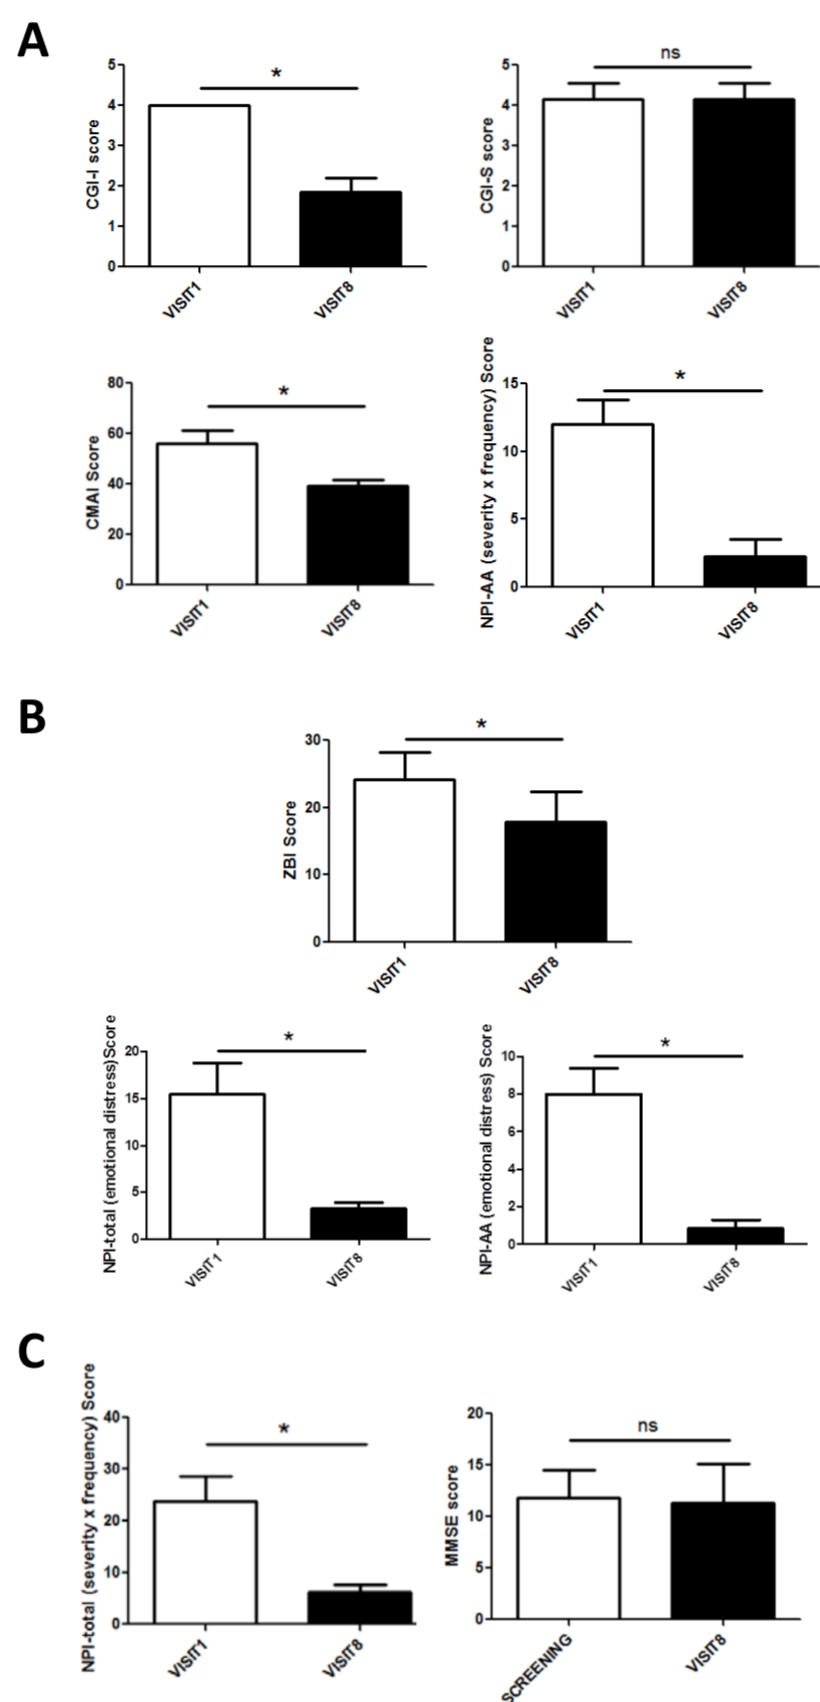 A
CGI-I score
5
4
3
2
1
0
*
VISIT1
VISIT8
CGI-S score
5
4
3
2
1
0
ns
VISIT1
VISIT8
CMAI Score
80
60
40
20
0
*
VISIT1
VISIT8
NPI-AA (severity x frequency) Score
15
10
5
0
*
VISIT1
VISIT8
B
ZBI Score
30
20
10
0
*
VISIT1
VISIT8
NPI-total (emotional distress) Score
20
15
10
5
0
*
VISIT1
VISIT8
NPI-AA (emotional distress) Score
10
8
6
4
2
0
*
VISIT1
VISIT8
C
NPI-total (severity x frequency) Score
40
30
20
10
0
*
VISIT1
VISIT8
MMSE score
20
15
10
5
0
ns
SCREENING
VISIT8